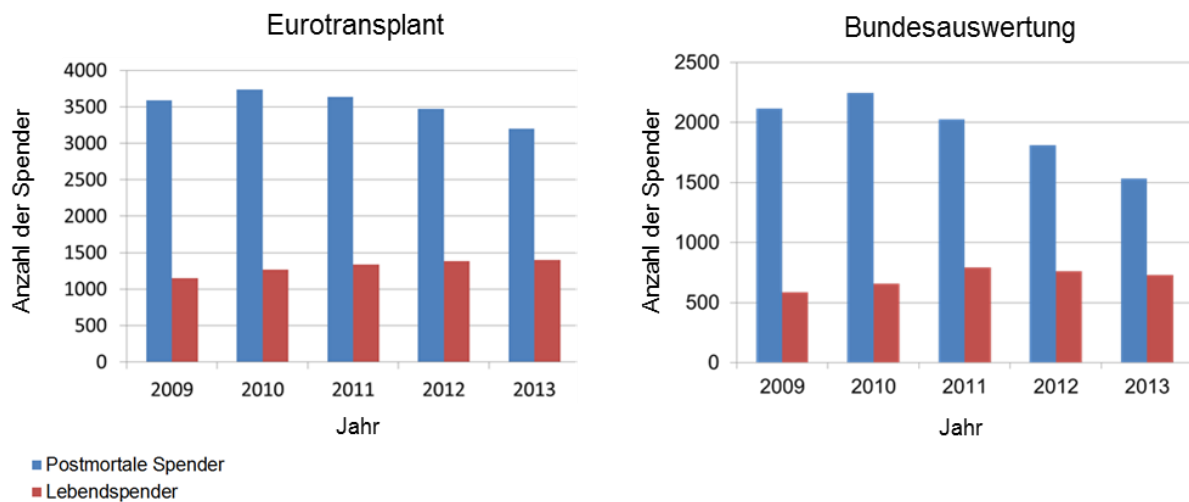 Eurotransplant
Anzahl der Spender
4000
3500
3000
2500
2000
1500
1000
500
0
2009 2010 2011 2012 2013
Jahr
Postmortale Spender
Lebendspender
Bundesauswertung
Anzahl der Spender
2500
2000
1500
1000
500
0
2009 2010 2011 2012 2013
Jahr